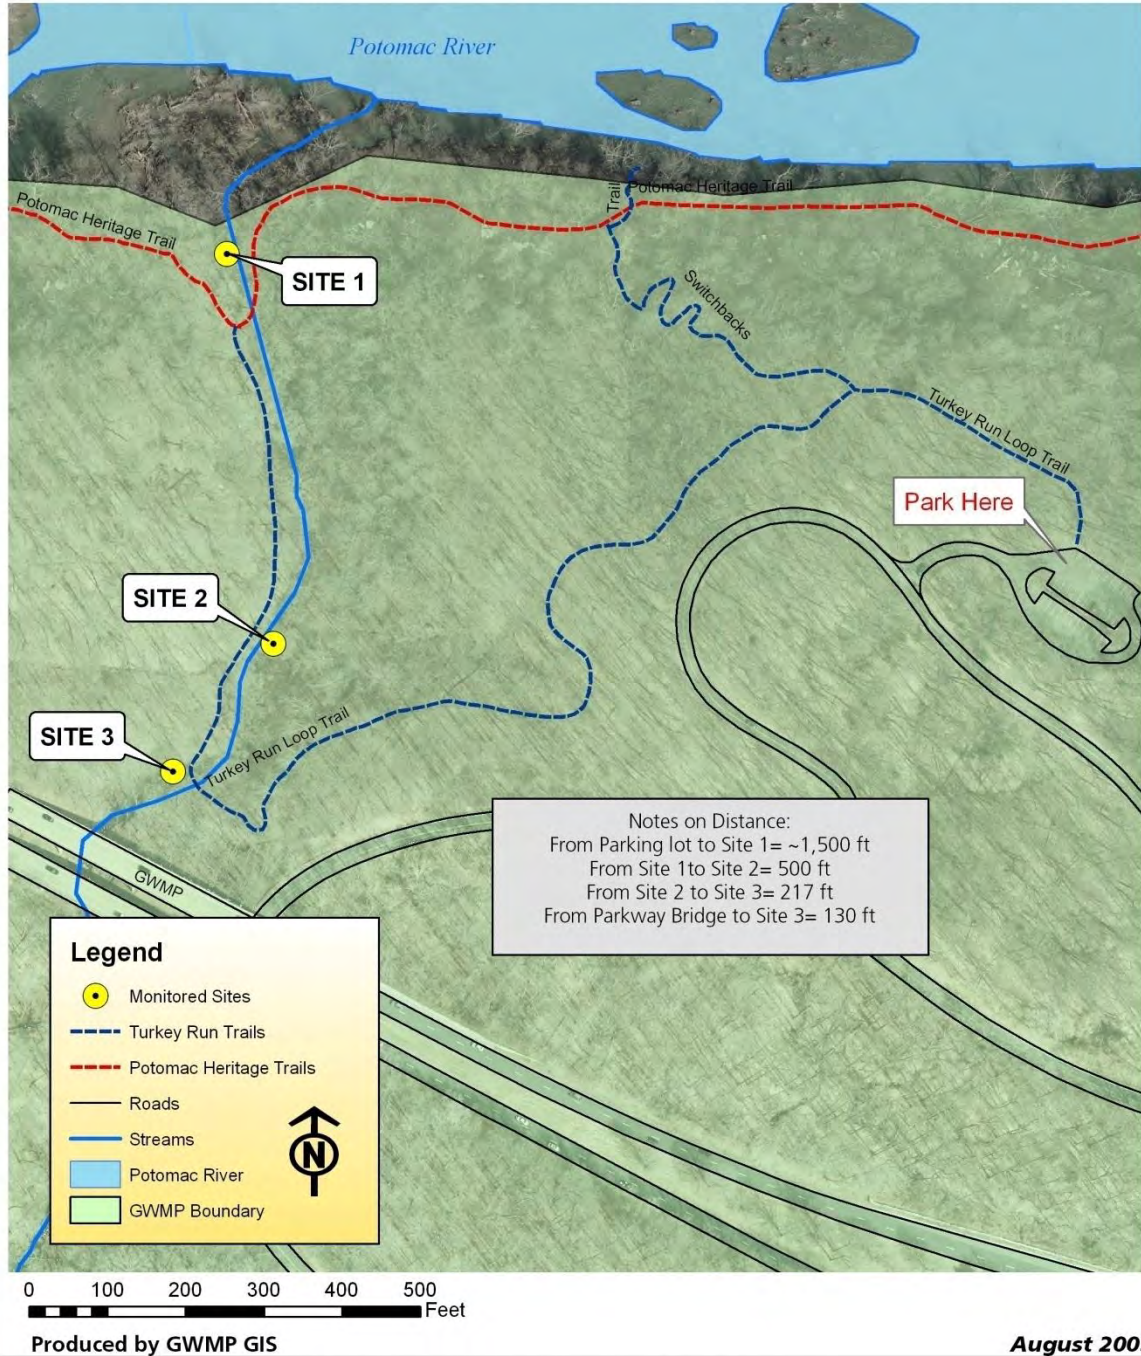 Potomac River
Potomac Heritage Trail
Trail
Potomac Heritage Trail
SITE 1
Switchbacks
Turkey Run Loop Trail
Park Here
SITE 2
SITE 3
Turkey Run Loop Trail
GWMP
Notes on Distance:
From Parking lot to Site 1= ~1,500 ft
From Site 1to Site 2= 500 ft
From Site 2 to Site 3= 217 ft
From Parkway Bridge to Site 3= 130 ft
Legend
Monitored Sites
Turkey Run Trails
Potomac Heritage Trails
Roads
Streams
Potomac River
GWMP Boundary
N
0 100 200 300 400 500
Feet
Produced by GWMP GIS
August 200